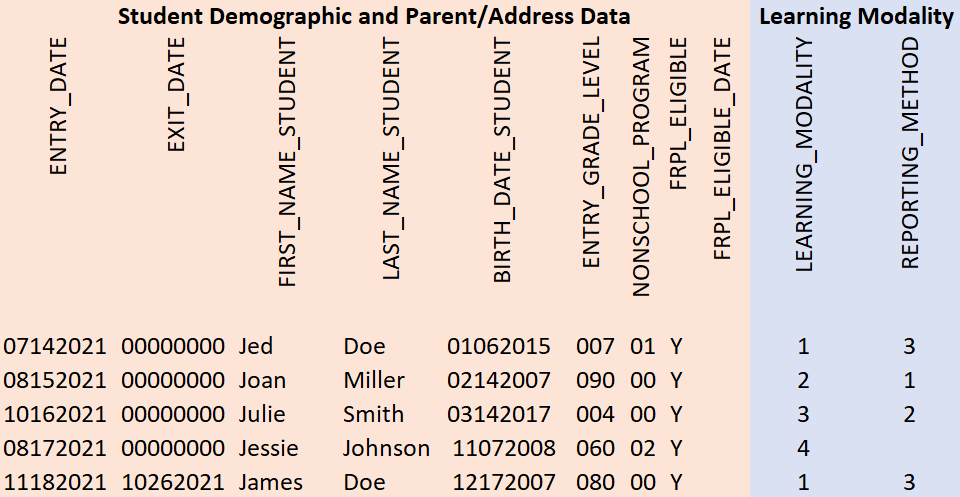 Student Demographic and Parent/Address Data Learning Modality
ENTRY_DATE EXIT_DATE FIRST_NAME_STUDENT LAST_NAME_STUDENT BIRTH_DATE_STUDENT ENTRY_GRADE_LEVEL NONSCHOOL_PROGRAM FRPL_ELIGIBLE FRPL_ELIGIBLE_DATE LEARNING_MODALITY REPORTING_METHOD
07142021 00000000 Jed Doe 01062015 007 01 Y 1 3
08152021 00000000 Joan Miller 02142007 090 00 Y 2 1
10162021 00000000 Julie Smith 03142017 004 00 Y 3 2
08172021 00000000 Jessie Johnson 11072008 060 02 Y 4
11182021 10262021 James Doe 12172007 080 00 Y 1 3